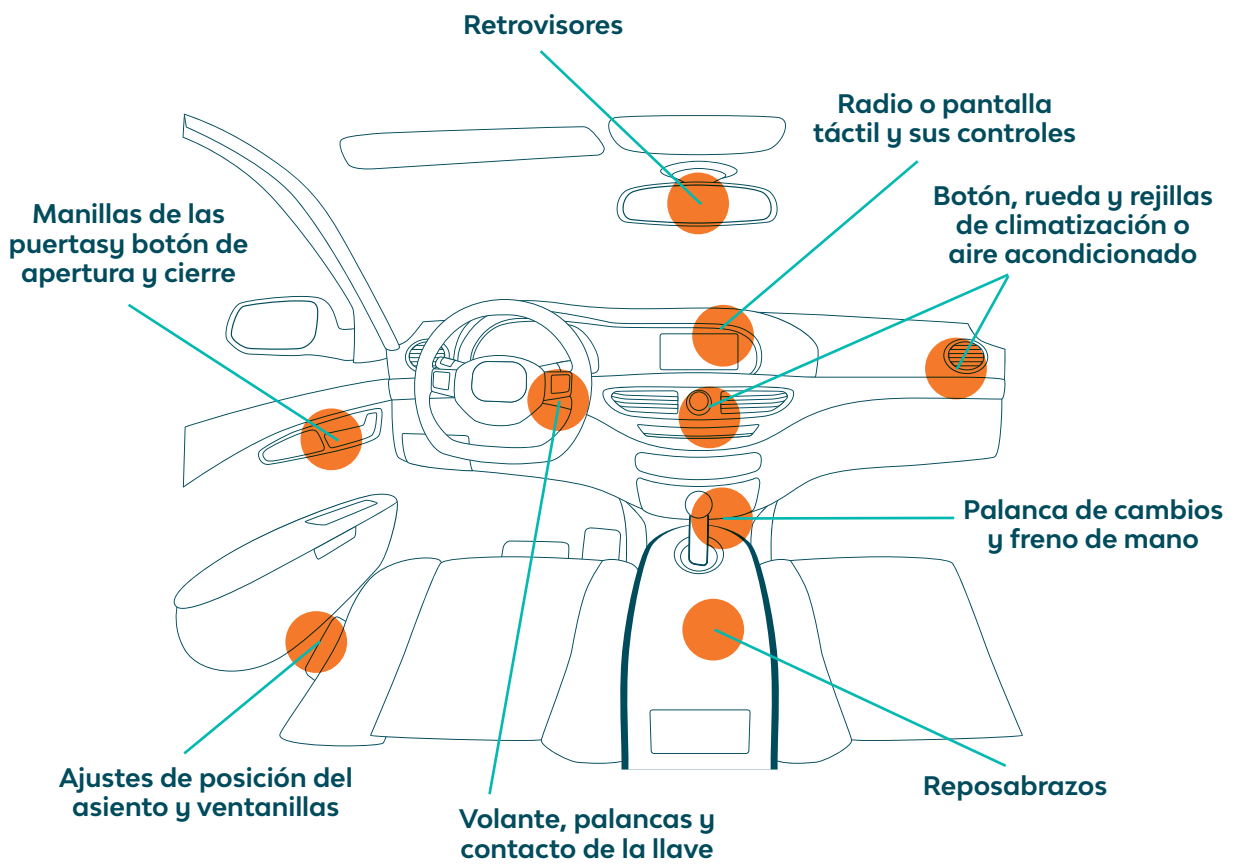 Retrovisores
Radio o pantalla
táctil y sus controles
Botón, rueda y rejillas
de climatización o
aire acondicionado
Manillas de las
puertasy botón de
apertura y cierre
Palanca de cambios
y freno de mano
Ajustes de posición del
asiento y ventanillas
Volante, palancas y
contacto de la llave
Reposabrazos